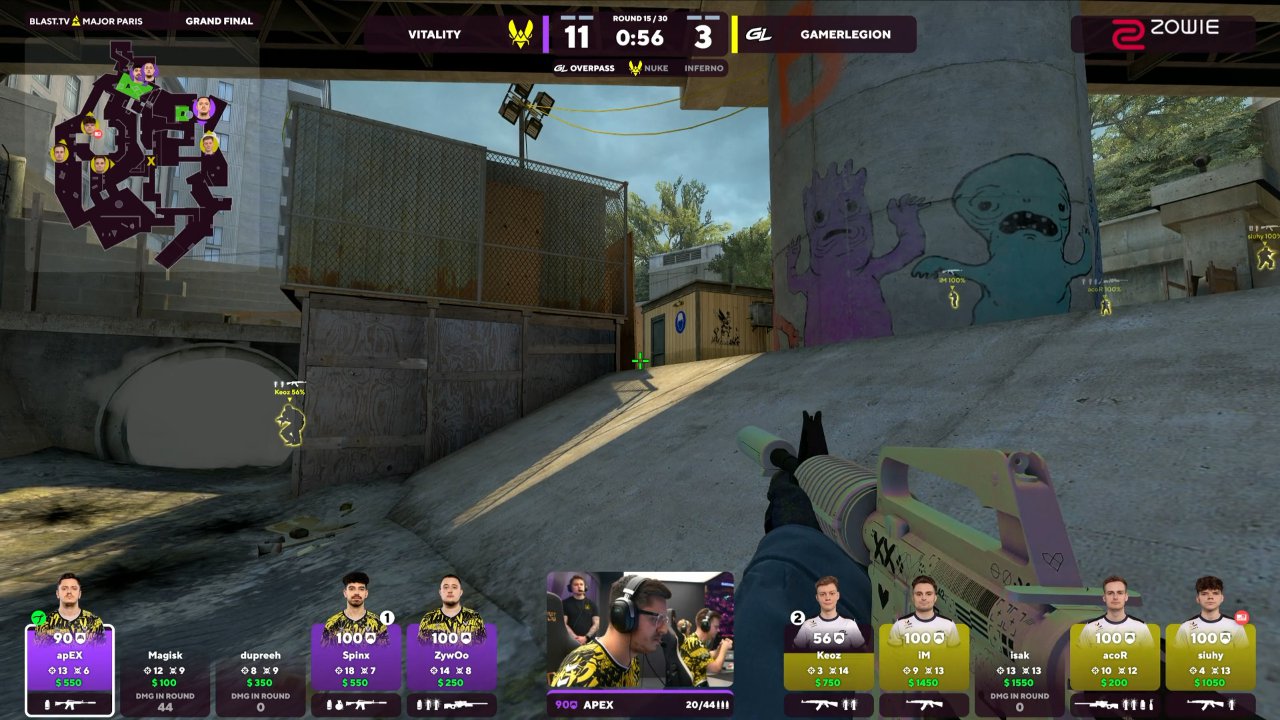 BLAST.TV MAJOR PARIS
GRAND FINAL
VITALITY
11
ROUND 15 / 30
0:56
3
GL
GAMERLEGION
ZOWIE
GL OVERPASS
NUKE
INFERNO
X
siuhy 100%
iM 100%
acoR 100%
Keoz 56%
90
apEX
13 6
$550
Magisk
12 9
$100
DMG IN ROUND
44
dupreeh
8 9
$350
DMG IN ROUND
0
1
100
Spinx
18 7
$550
100
ZywOo
14 8
$250
90 APEX
20/44
2
56
Keoz
3 14
$750
100
iM
9 13
$1450
isak
13 13
$1550
DMG IN ROUND
0
100
acoR
10 12
$200
100
siuhy
4 13
$1050
XX